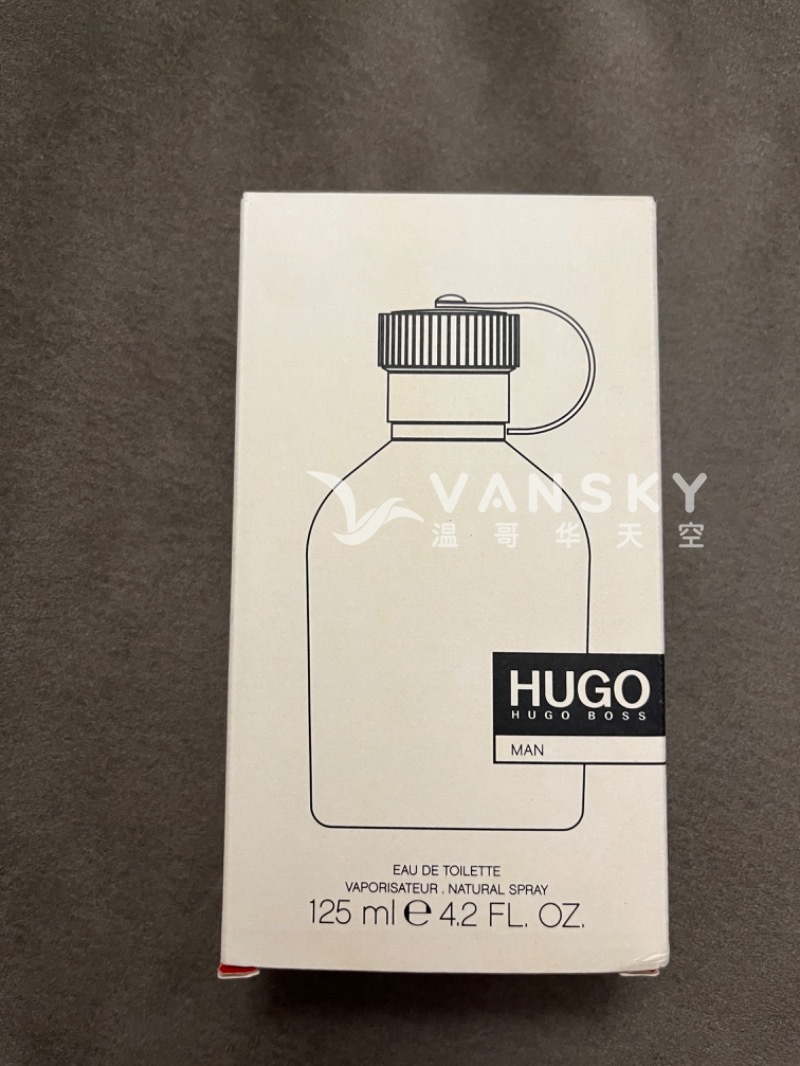 VANSKY
温哥华天空
HUGO
HUGO BOSS
MAN
EAU DE TOILETTE
VAPORISATEUR . NATURAL SPRAY
125 ml ℮ 4.2 FL. OZ.